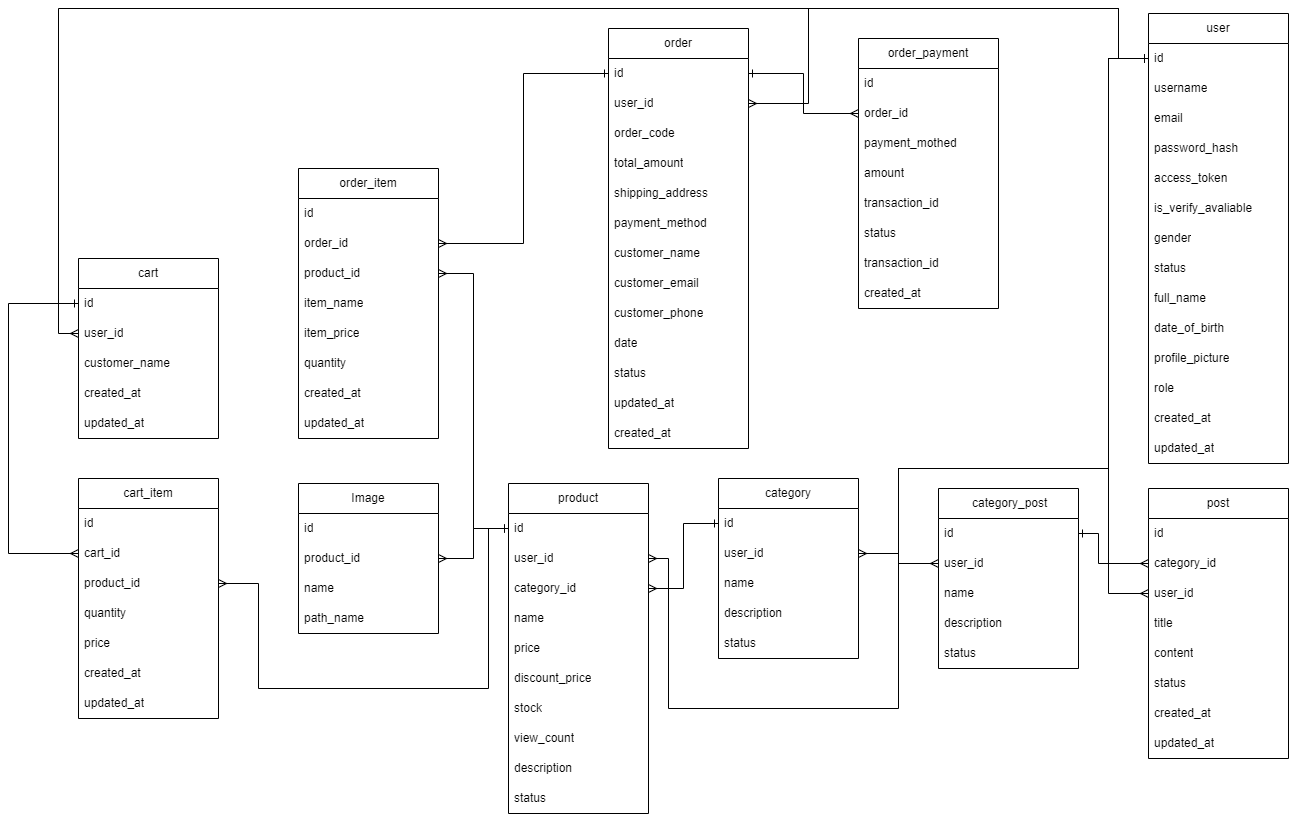 order
id
user_id
order_code
total_amount
shipping_address
payment_method
customer_name
customer_email
customer_phone
date
status
updated_at
created_at
order_payment
id
order_id
payment_mothed
amount
transaction_id
status
transaction_id
created_at
user
id
username
email
password_hash
access_token
is_verify_avaliable
gender
status
full_name
date_of_birth
profile_picture
role
created_at
updated_at
order_item
id
order_id
product_id
item_name
item_price
quantity
created_at
updated_at
cart
id
user_id
customer_name
created_at
updated_at
cart_item
id
cart_id
product_id
quantity
price
created_at
updated_at
Image
id
product_id
name
path_name
product
id
user_id
category_id
name
price
discount_price
stock
view_count
description
status
category
id
user_id
name
description
status
category_post
id
user_id
name
description
status
post
id
category_id
user_id
title
content
status
created_at
updated_at